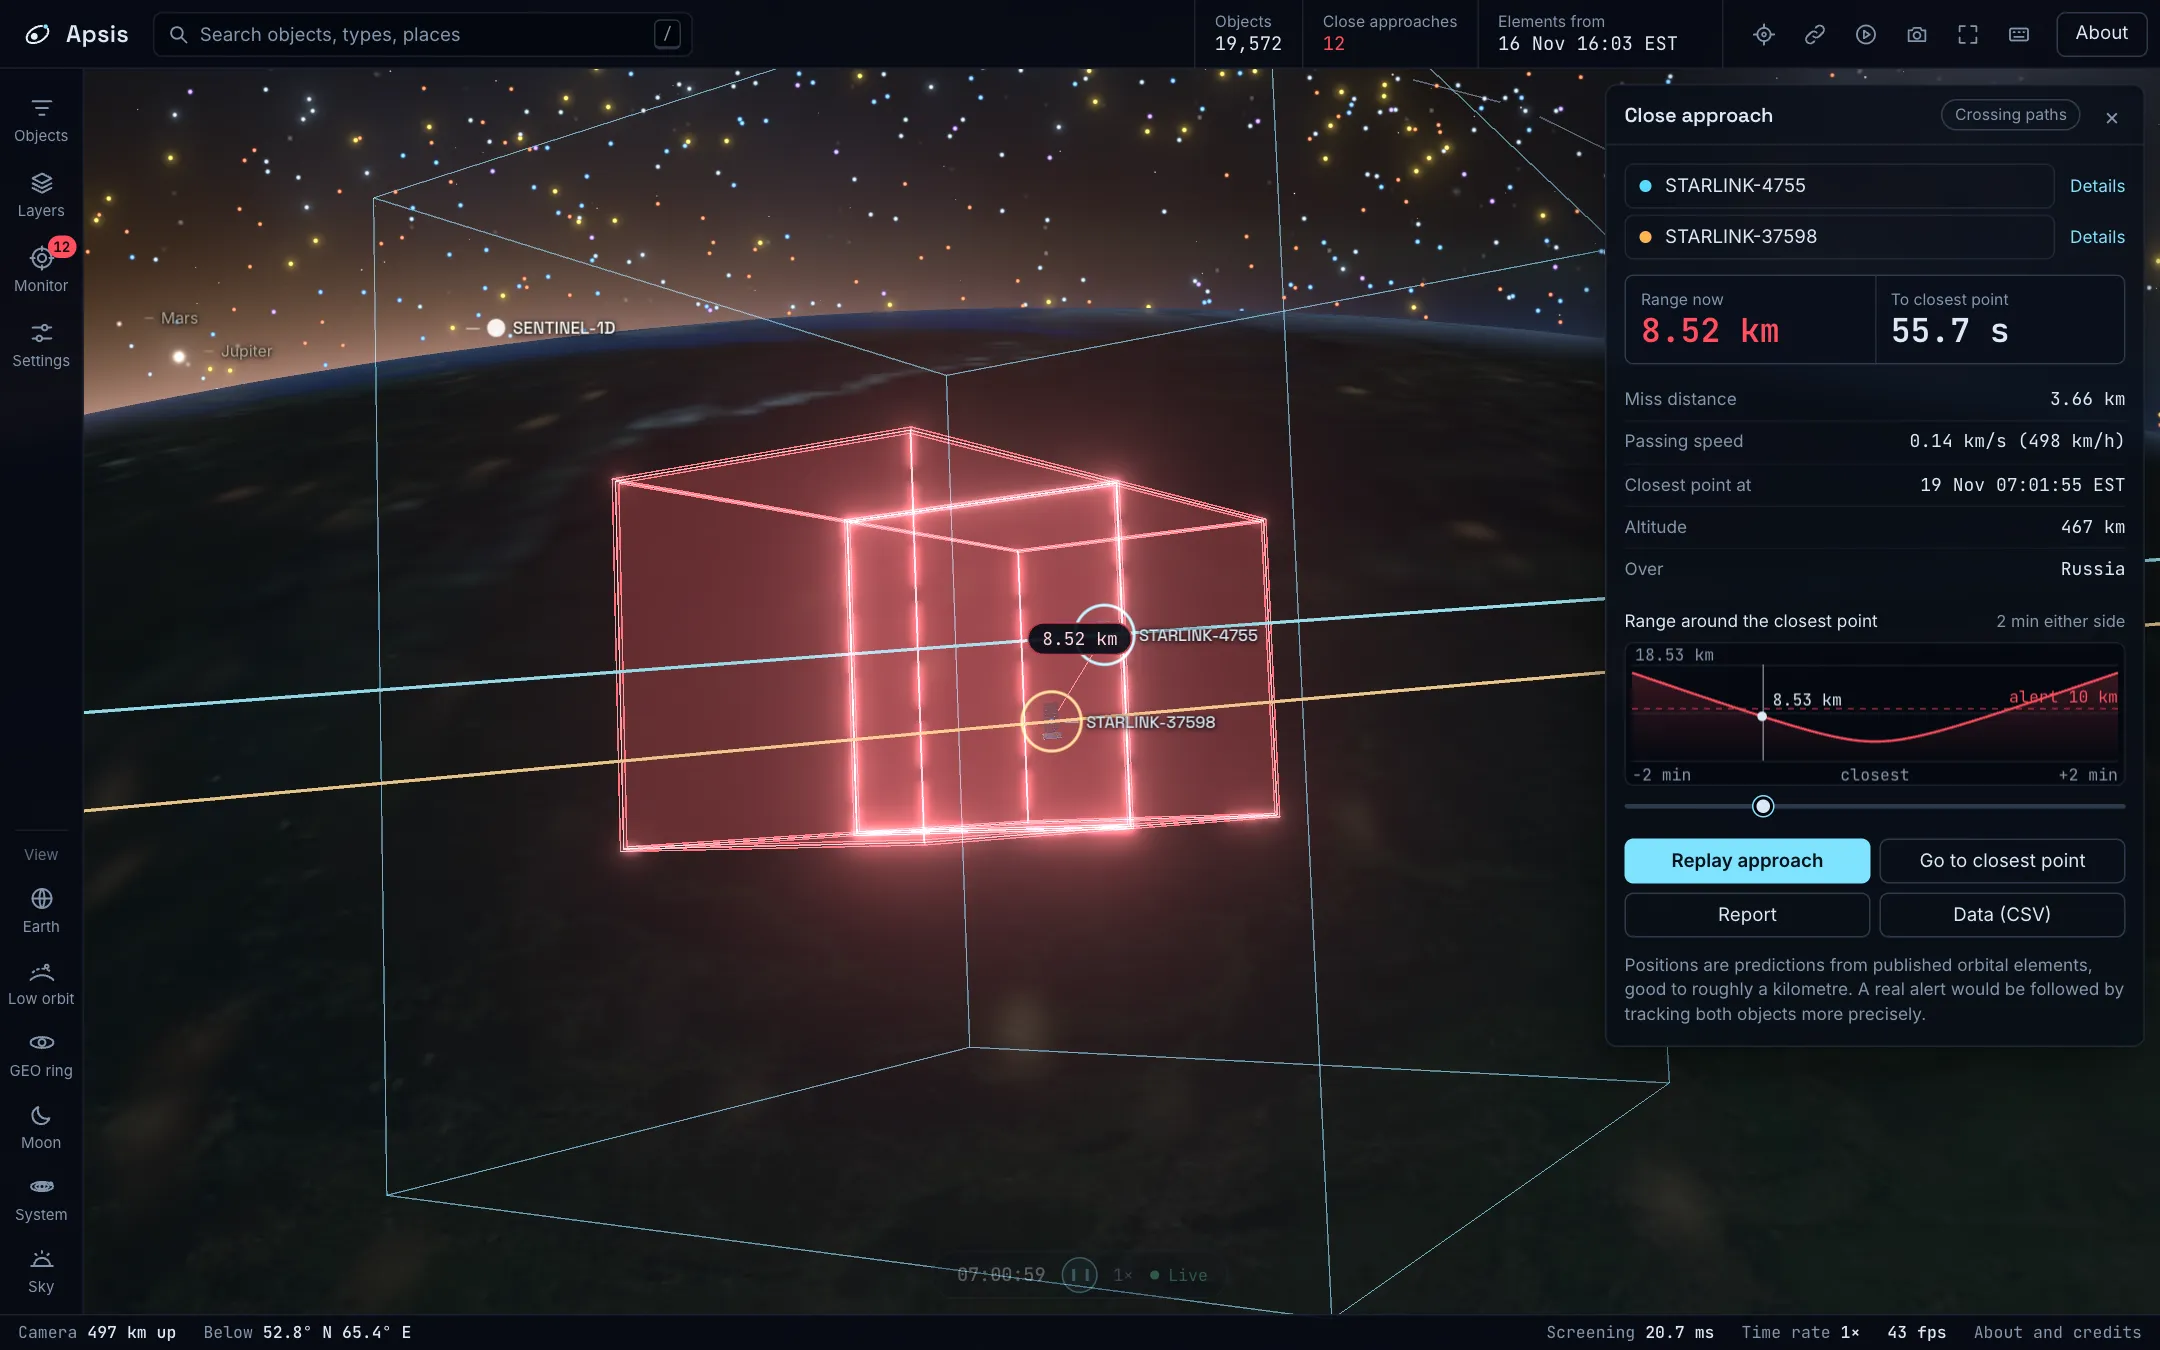 Apsis
Search objects, types, places
/
Objects
19,572
Close approaches
12
Elements from
16 Nov 16:03 EST
About
Objects
Layers
12
Monitor
Settings
View
Earth
Low orbit
GEO ring
Moon
System
Sky
Mars
Jupiter
SENTINEL-1D
8.52 km
STARLINK-4755
STARLINK-37598
07:00:59
1×
Live
Close approach
Crossing paths
×
STARLINK-4755
Details
STARLINK-37598
Details
Range now
8.52 km
To closest point
55.7 s
Miss distance
3.66 km
Passing speed
0.14 km/s (498 km/h)
Closest point at
19 Nov 07:01:55 EST
Altitude
467 km
Over
Russia
Range around the closest point
2 min either side
18.53 km
8.53 km
alert 10 km
-2 min
closest
+2 min
Replay approach
Go to closest point
Report
Data (CSV)
Positions are predictions from published orbital elements,
good to roughly a kilometre. A real alert would be followed by
tracking both objects more precisely.
Camera 497 km up
Below 52.8° N 65.4° E
Screening 20.7 ms
Time rate 1×
43 fps
About and credits